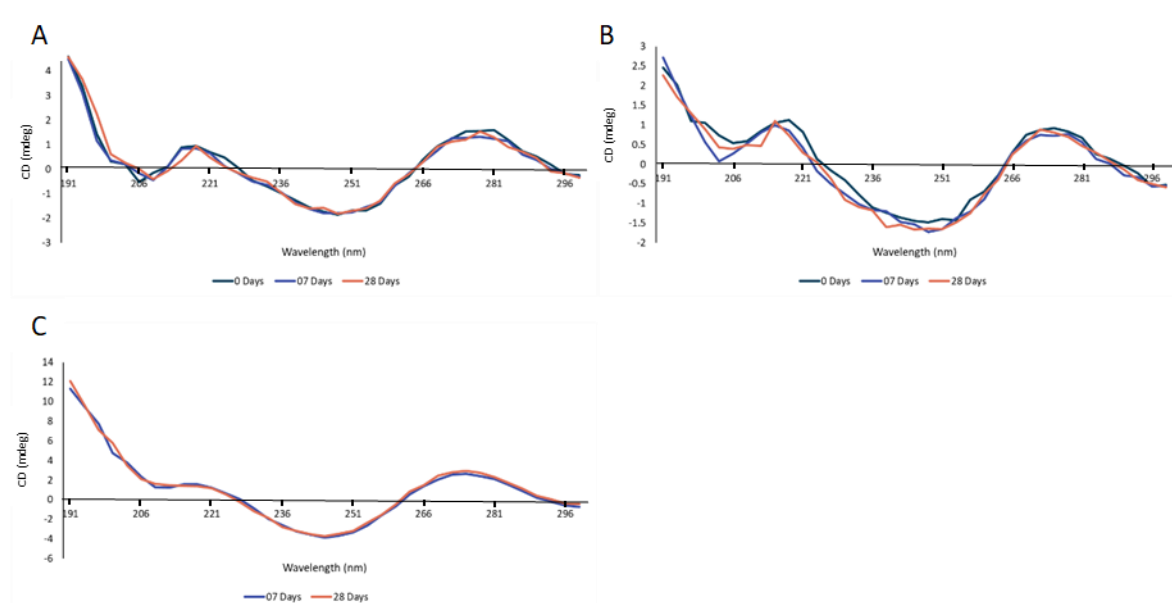 A
CD (mdeg)
4
3
2
1
0
-1
-2
-3
191 206 221 236 251 266 281 296
Wavelength (nm)
0 Days 07 Days 28 Days
B
CD (mdeg)
3
2.5
2
1.5
1
0.5
0
-0.5
-1
-1.5
-2
191 206 221 236 251 266 281 296
Wavelength (nm)
0 Days 07 Days 28 Days
C
CD (mdeg)
14
12
10
8
6
4
2
0
-2
-4
-6
191 206 221 236 251 266 281 296
Wavelength (nm)
07 Days 28 Days